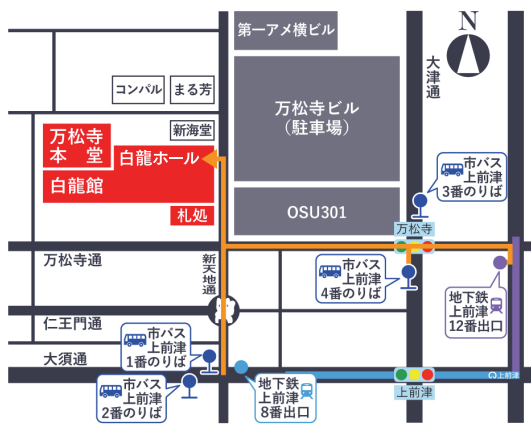 第一アメ横ビル
N
大津通
コンパル
まる芳
万松寺ビル
(駐車場)
新海堂
万松寺
本 堂
白龍ホール
白龍館
札処
OSU301
市バス
上前津
3番のりば
万松寺
万松寺通
新天地通
市バス
上前津
4番のりば
地下鉄
上前津
12番出口
仁王門通
市バス
上前津
1番のりば
大須通
市バス
上前津
2番のりば
地下鉄
上前津
8番出口
上前津
上前津